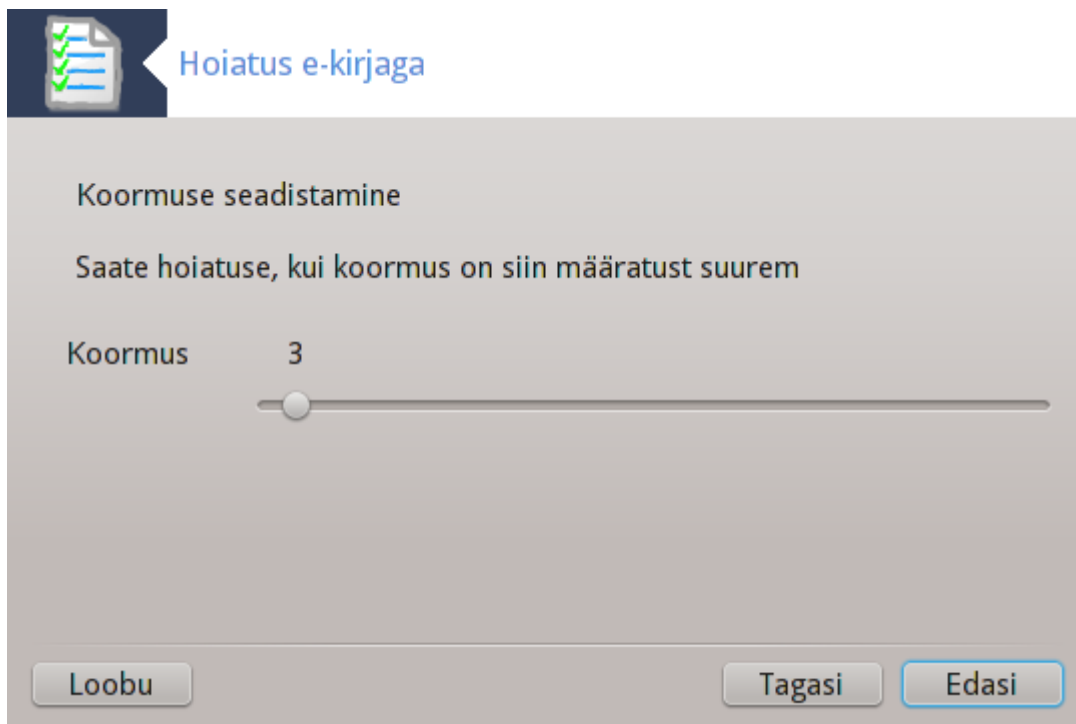 Hoiatus e-kirjaga
Koormuse seadistamine
Saate hoiatuse, kui koormus on siin määratust suurem
Koormus 3
Loobu Tagasi Edasi